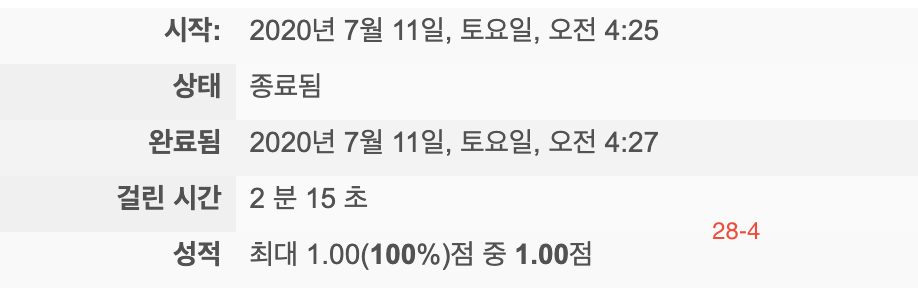 시작: 2020년 7월 11일, 토요일, 오전 4:25
상태 종료됨
완료됨 2020년 7월 11일, 토요일, 오전 4:27
걸린 시간 2 분 15 초
28-4
성적 최대 1.00(100%)점 중 1.00점